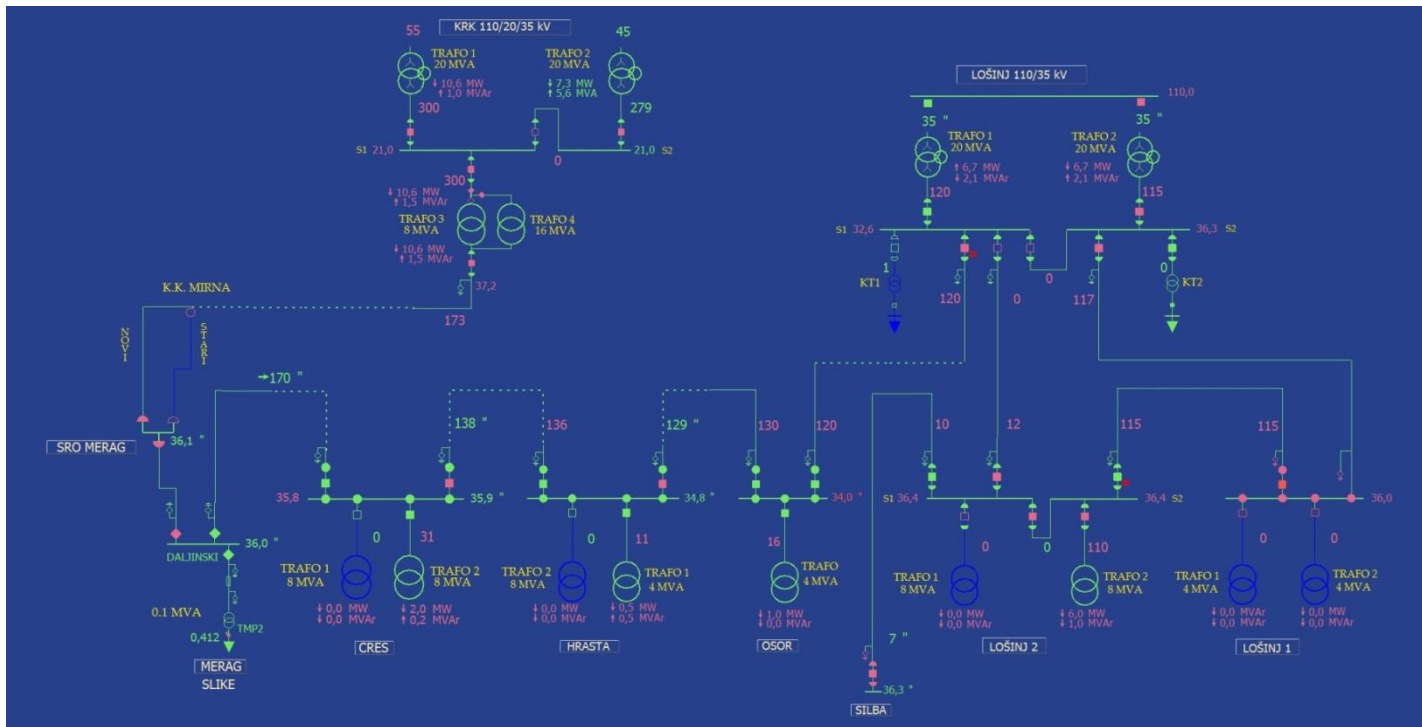 KRK 110/20/35 kV
55
45
TRAFO 1
20 MVA
↓ 10,6 MW
↑ 1,0 MVAr
300
TRAFO 2
20 MVA
↓ 7,3 MW
↑ 5,6 MVA
279
S1 21,0
0
21,0 S2
300
↓ 10,6 MW
↑ 1,5 MVAr
TRAFO 3
8 MVA
TRAFO 4
16 MVA
↓ 10,6 MW
↑ 1,5 MVAr
37,2
173
K.K. MIRNA
NOVI
STARI
SRO MERAG
36,1 "
DALJINSKI
36,0 "
0.1 MVA
TMP2
0,412
MERAG
SLIKE
→170 "
35,8
35,9 "
138 "
0
31
TRAFO 1
8 MVA
TRAFO 2
8 MVA
↓ 0,0 MW
↓ 0,0 MVAr
↓ 2,0 MW
↑ 0,2 MVAr
CRES
136
129 "
34,8 "
0
11
TRAFO 2
8 MVA
TRAFO 1
4 MVA
↓ 0,0 MW
↓ 0,0 MVAr
↓ 0,5 MW
↑ 0,5 MVAr
HRASTA
130
120
34,0 "
16
TRAFO
4 MVA
↓ 1,0 MW
↓ 0,0 MVAr
OSOR
LOŠINJ 110/35 kV
110,0
35 "
35 "
TRAFO 1
20 MVA
↑ 6,7 MW
↓ 2,1 MVAr
120
TRAFO 2
20 MVA
↓ 6,7 MW
↑ 2,1 MVAr
115
S1 32,6
36,3 S2
1
KT1
120
0
0
117
0
KT2
10
12
115
S1 36,4
36,4 S2
0
0
110
TRAFO 1
8 MVA
TRAFO 2
8 MVA
↓ 0,0 MW
↓ 0,0 MVAr
↓ 6,0 MW
↓ 1,0 MVAr
LOŠINJ 2
7 "
36,3 "
SILBA
115
36,0
0
0
TRAFO 1
4 MVA
TRAFO 2
4 MVA
↓ 0,0 MW
↓ 0,0 MVAr
↓ 0,0 MW
↓ 0,0 MVAr
LOŠINJ 1